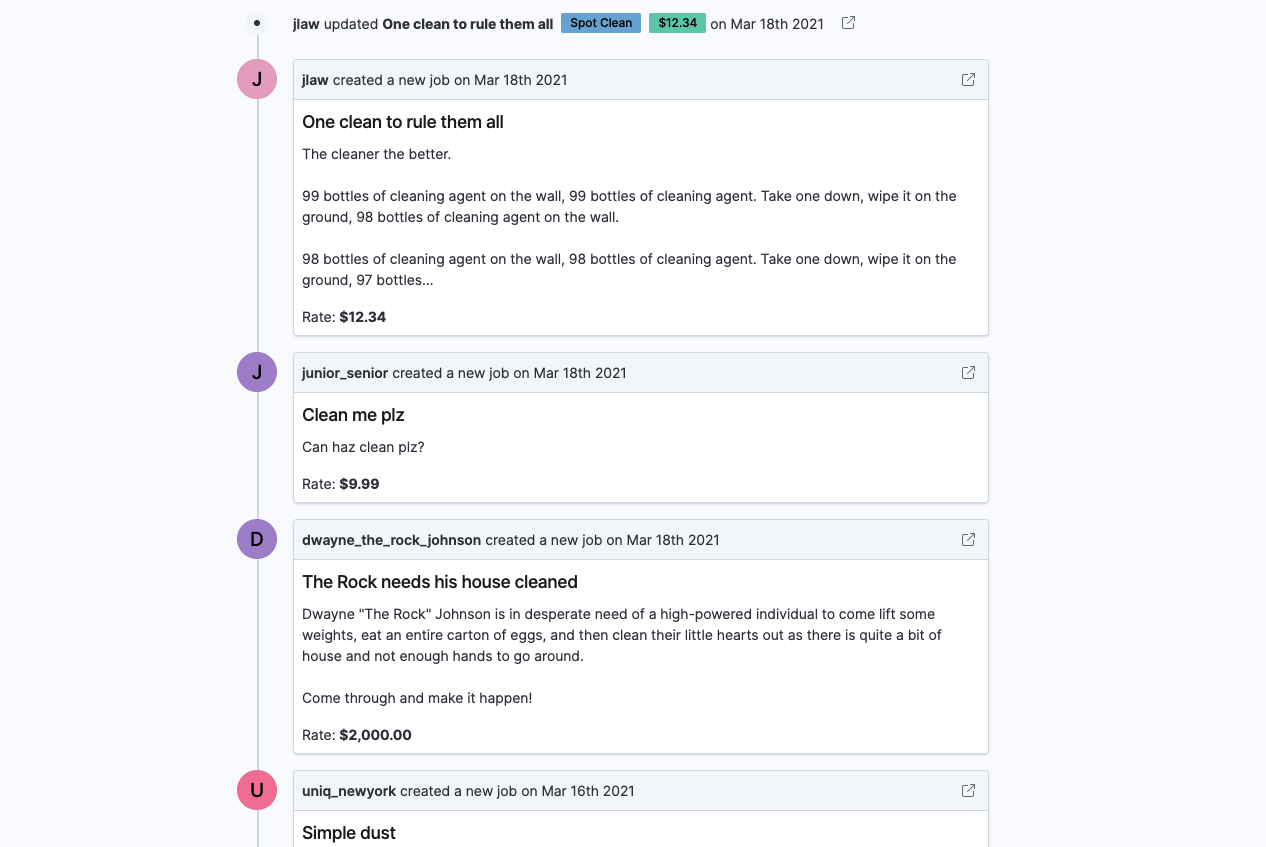 jlaw updated One clean to rule them all Spot Clean $12.34 on Mar 18th 2021
J
jlaw created a new job on Mar 18th 2021
One clean to rule them all
The cleaner the better.
99 bottles of cleaning agent on the wall, 99 bottles of cleaning agent. Take one down, wipe it on the
ground, 98 bottles of cleaning agent on the wall.
98 bottles of cleaning agent on the wall, 98 bottles of cleaning agent. Take one down, wipe it on the
ground, 97 bottles...
Rate: $12.34
J
junior_senior created a new job on Mar 18th 2021
Clean me plz
Can haz clean plz?
Rate: $9.99
D
dwayne_the_rock_johnson created a new job on Mar 18th 2021
The Rock needs his house cleaned
Dwayne "The Rock" Johnson is in desperate need of a high-powered individual to come lift some
weights, eat an entire carton of eggs, and then clean their little hearts out as there is quite a bit of
house and not enough hands to go around.
Come through and make it happen!
Rate: $2,000.00
U
uniq_newyork created a new job on Mar 16th 2021
Simple dust